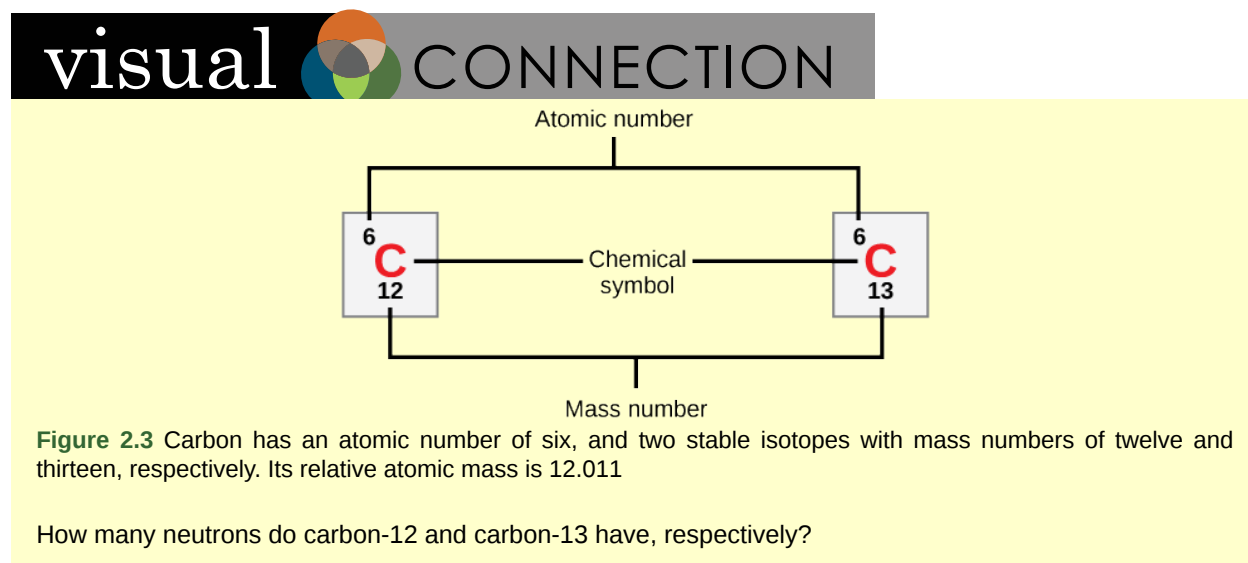 visual CONNECTION
Atomic number
6 6
C C
Chemical
symbol
12 13
Mass number
Figure 2.3 Carbon has an atomic number of six, and two stable isotopes with mass numbers of twelve and
thirteen, respectively. Its relative atomic mass is 12.011
How many neutrons do carbon-12 and carbon-13 have, respectively?